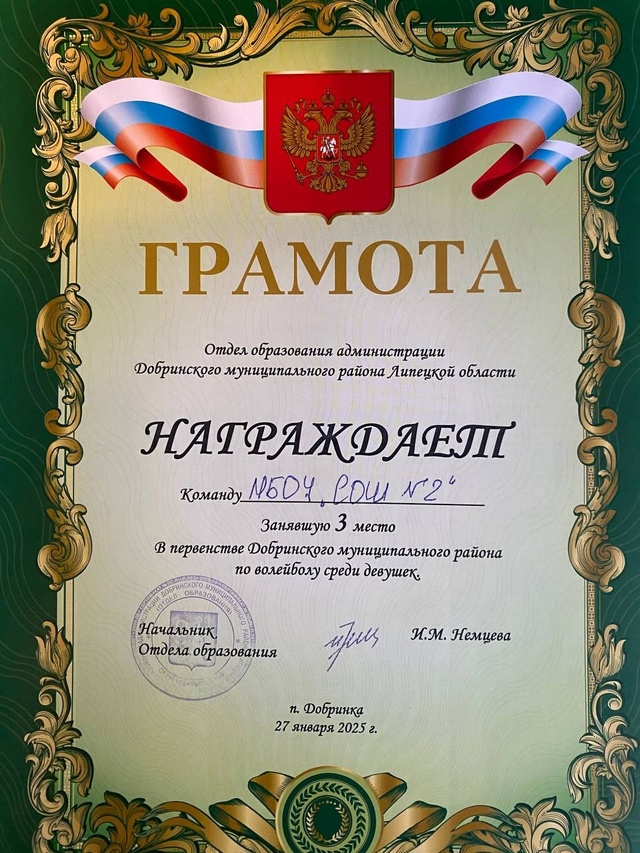 ГРАМОТА
Отдел образования администрации
Добринского муниципального района Липецкой области
НАГРАЖДАЕТ
Команду МБОУ „СОШ №2"
Занявшую 3 место
В первенстве Добринского муниципального района
по волейболу среди девушек.
Начальник
Отдела образования
И.М. Немцева
п. Добринка
27 января 2025 г.